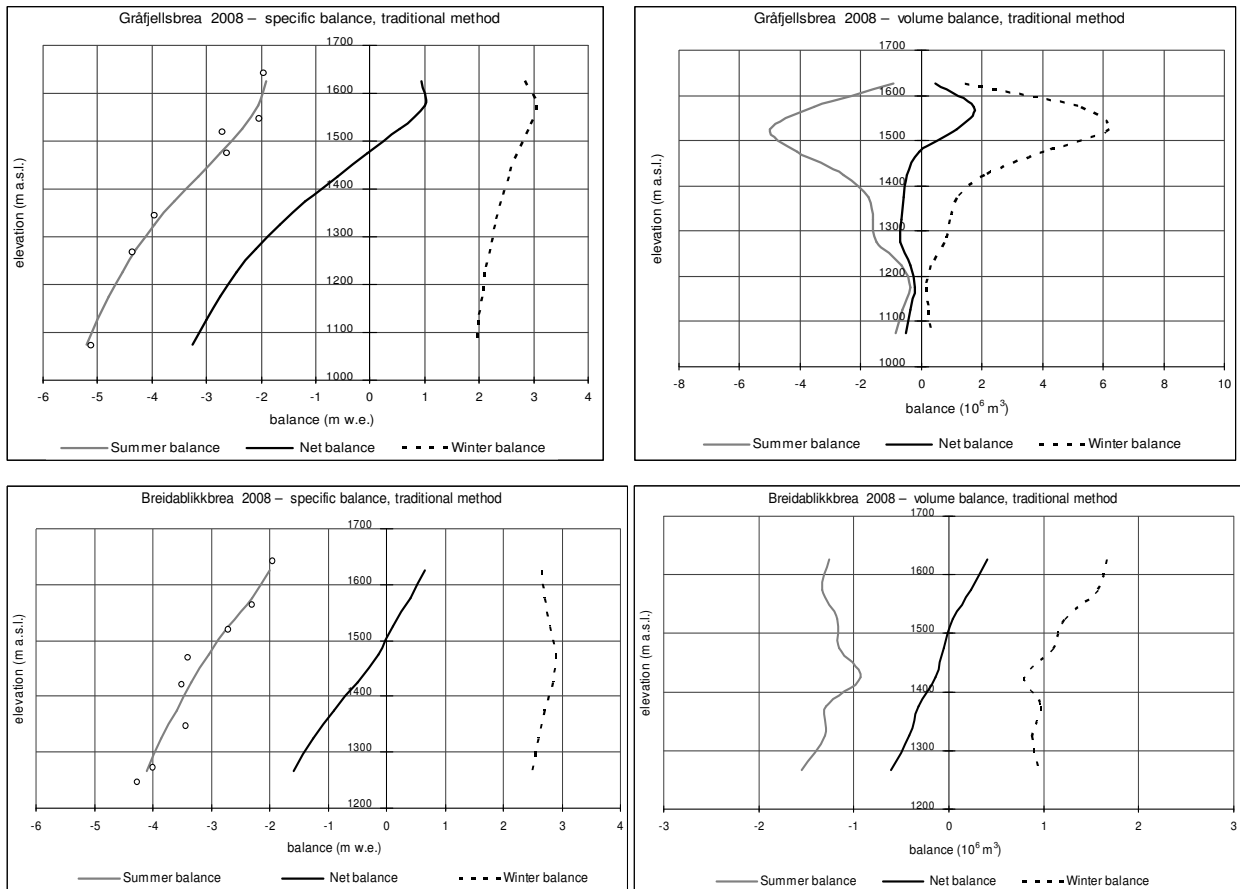 Gråfjellsbrea 2008 – specific balance, traditional method
1700
1600
1500
1400
1300
1200
1100
1000
elevation (m a.s.l.)
-6 -5 -4 -3 -2 -1 0 1 2 3 4
balance (m w.e.)
Summer balance Net balance Winter balance
Gråfjellsbrea 2008 – volume balance, traditional method
1700
1600
1500
1400
1300
1200
1100
1000
elevation (m a.s.l.)
-8 -6 -4 -2 0 2 4 6 8 10
balance (10⁶ m³)
Summer balance Net balance Winter balance
Breidablikkbrea 2008 – specific balance, traditional method
1700
1600
1500
1400
1300
1200
elevation (m a.s.l.)
-6 -5 -4 -3 -2 -1 0 1 2 3 4
balance (m w.e.)
Summer balance Net balance Winter balance
Breidablikkbrea 2008 – volume balance, traditional method
1700
1600
1500
1400
1300
1200
elevation (m a.s.l.)
-3 -2 -1 0 1 2 3
balance (10⁶ m³)
Summer balance Net balance Winter balance